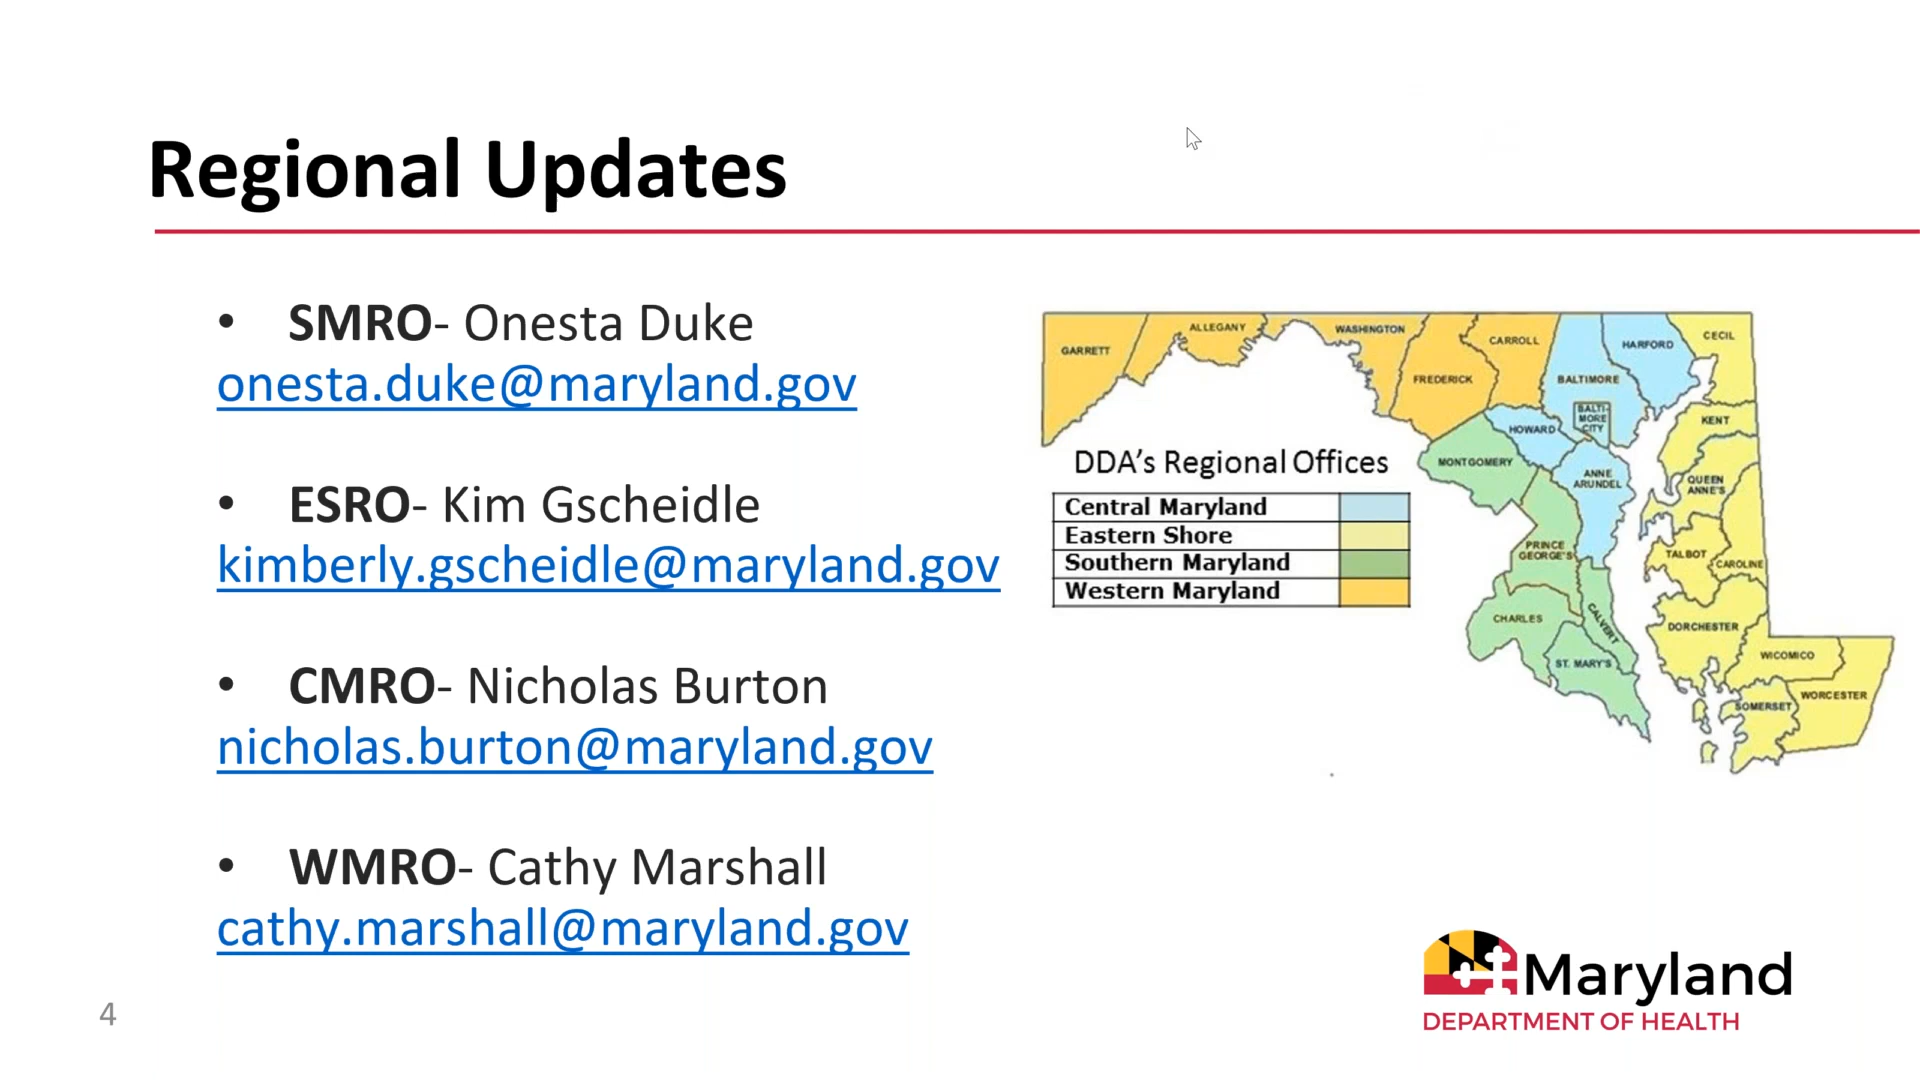 Regional Updates
• SMRO- Onesta Duke
onesta.duke@maryland.gov
• ESRO- Kim Gscheidle
kimberly.gscheidle@maryland.gov
• CMRO- Nicholas Burton
nicholas.burton@maryland.gov
• WMRO- Cathy Marshall
cathy.marshall@maryland.gov
GARRETT
ALLEGANY
WASHINGTON
FREDERICK
CARROLL
BALTIMORE
HARFORD
CECIL
BALTI-
MORE
CITY
HOWARD
KENT
MONTGOMERY
ANNE
ARUNDEL
QUEEN
ANNE'S
PRINCE
GEORGE'S
TALBOT
CAROLINE
CHARLES
CALVERT
DORCHESTER
ST. MARY'S
WICOMICO
WORCESTER
SOMERSET
DDA's Regional Offices
Central Maryland
Eastern Shore
Southern Maryland
Western Maryland
Maryland
DEPARTMENT OF HEALTH
4